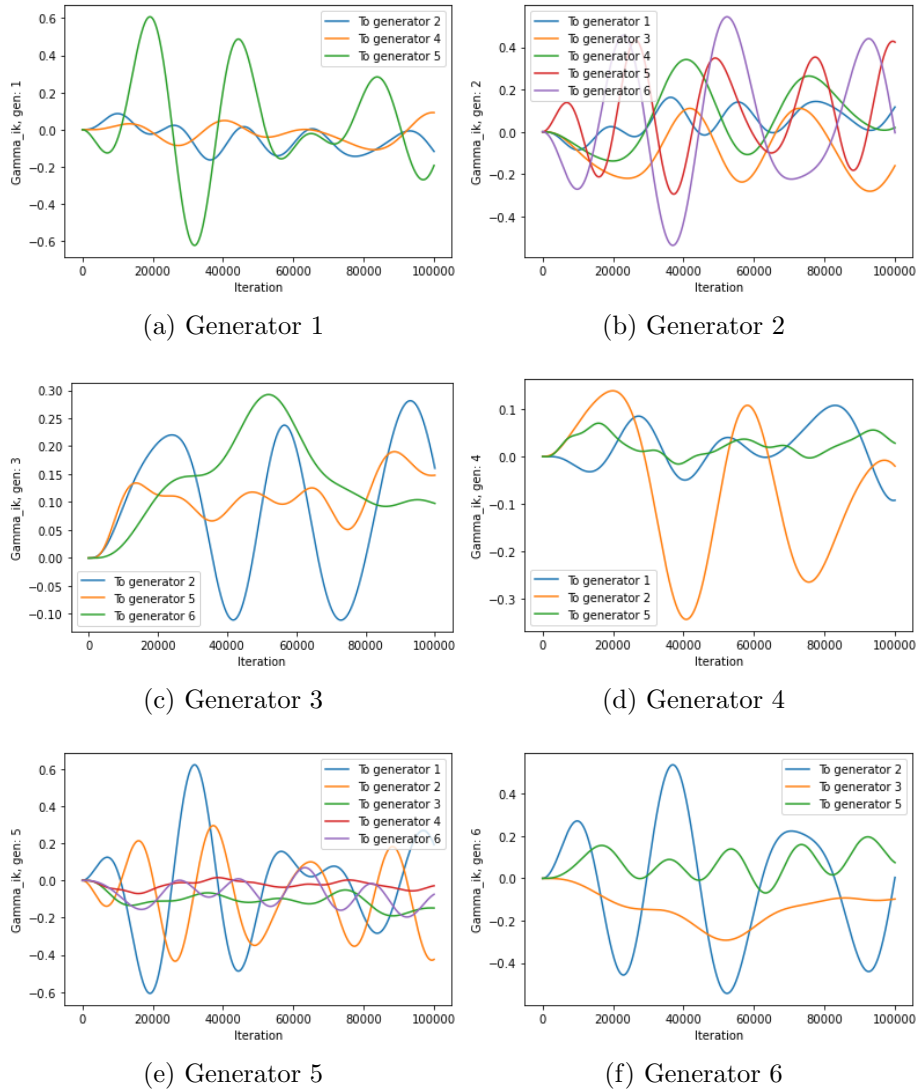 0.6
0.4
0.2
0.0
−0.2
−0.4
−0.6
Gamma_ik, gen: 1
To generator 2
To generator 4
To generator 5
0 20000 40000 60000 80000 100000
Iteration
(a) Generator 1
0.4
0.2
0.0
−0.2
−0.4
Gamma_ik, gen: 2
To generator 1
To generator 3
To generator 4
To generator 5
To generator 6
0 20000 40000 60000 80000 100000
Iteration
(b) Generator 2
0.30
0.25
0.20
0.15
0.10
0.05
0.00
−0.05
−0.10
Gamma_ik, gen: 3
To generator 2
To generator 5
To generator 6
0 20000 40000 60000 80000 100000
Iteration
(c) Generator 3
0.1
0.0
−0.1
−0.2
−0.3
Gamma_ik, gen: 4
To generator 1
To generator 2
To generator 5
0 20000 40000 60000 80000 100000
Iteration
(d) Generator 4
0.6
0.4
0.2
0.0
−0.2
−0.4
−0.6
Gamma_ik, gen: 5
To generator 1
To generator 2
To generator 3
To generator 4
To generator 6
0 20000 40000 60000 80000 100000
Iteration
(e) Generator 5
0.4
0.2
0.0
−0.2
−0.4
Gamma_ik, gen: 6
To generator 2
To generator 3
To generator 5
0 20000 40000 60000 80000 100000
Iteration
(f) Generator 6